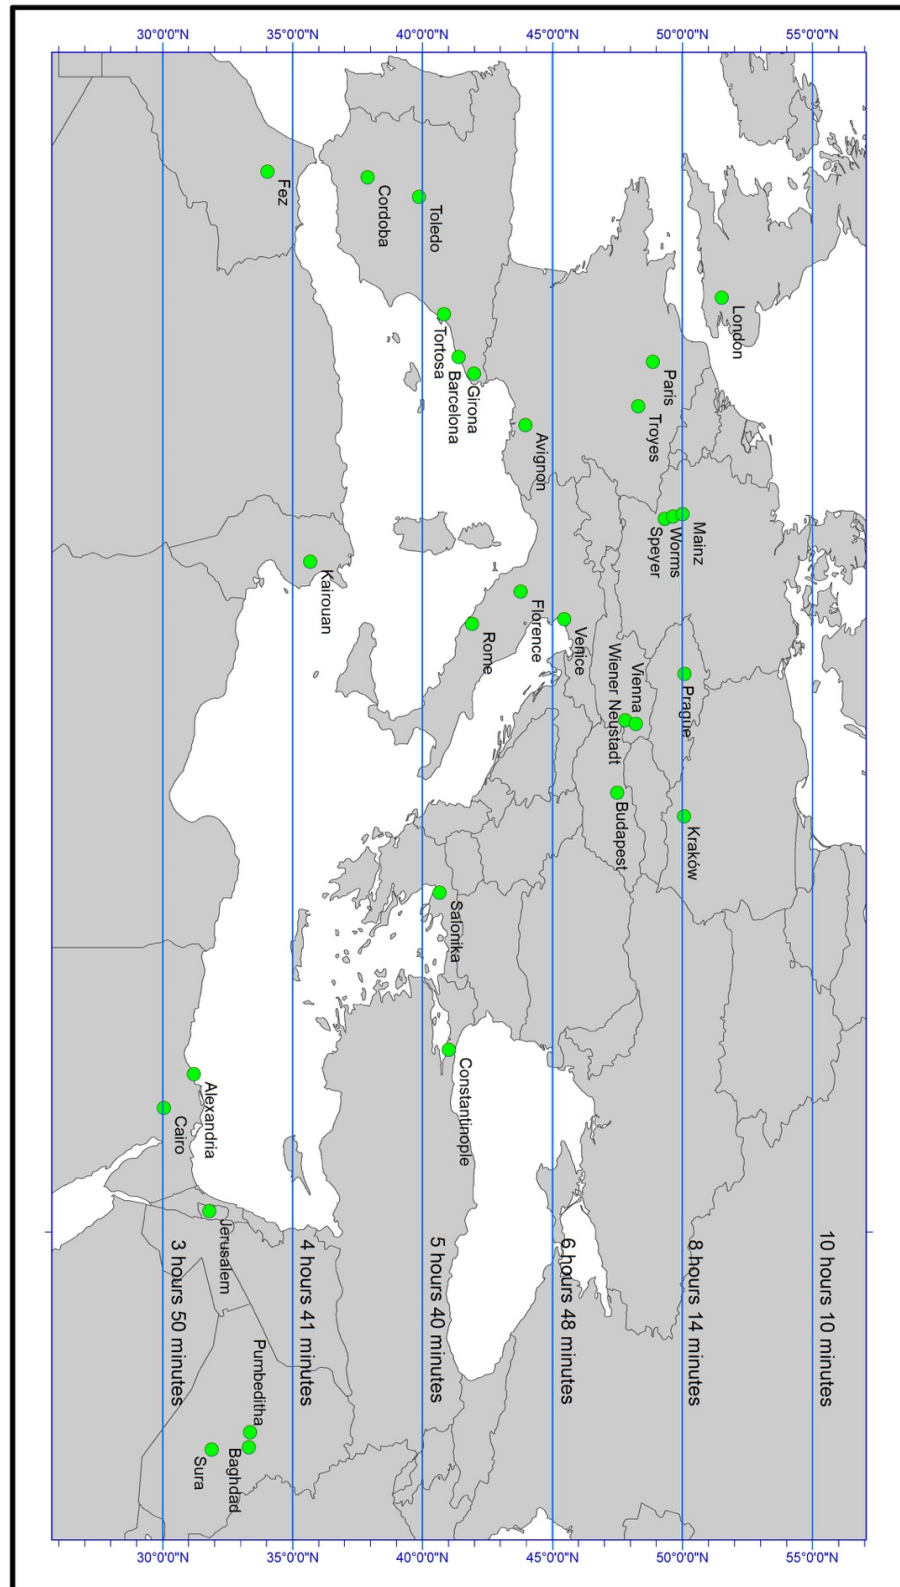 30°0'0"N 35°0'0"N 40°0'0"N 45°0'0"N 50°0'0"N 55°0'0"N
10 hours 10 minutes
London
Mainz
Prague
Kraków
8 hours 14 minutes
Worms
Speyer
Paris
Troyes
Vienna
Wiener Neustadt
Budapest
Venice
6 hours 48 minutes
Avignon
Florence
Girona
Barcelona
Tortosa
Rome
Constantinople
Salonika
5 hours 40 minutes
Toledo
Cordoba
Kairouan
4 hours 41 minutes
Fez
Pumbeditha
Baghdad
Sura
Jerusalem
Alexandria
Cairo
3 hours 50 minutes
30°0'0"N 35°0'0"N 40°0'0"N 45°0'0"N 50°0'0"N 55°0'0"N